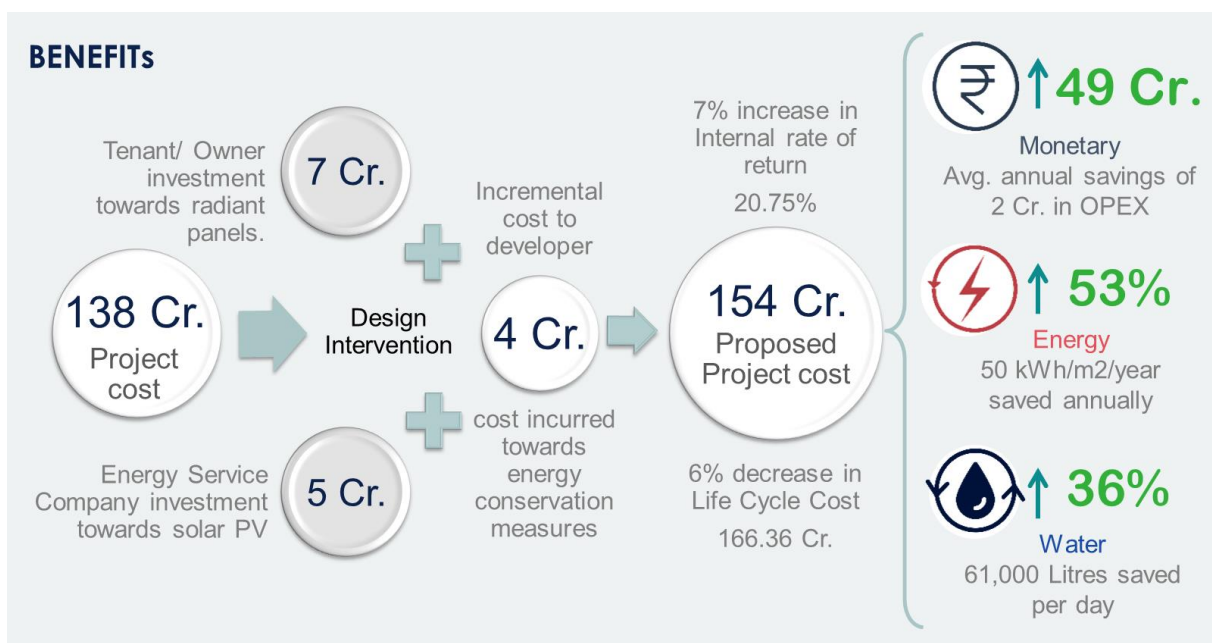 BENEFITs
Tenant/ Owner
investment
towards radiant
panels.
7 Cr.
138 Cr.
Project
cost
Design
Intervention
Energy Service
Company investment
towards solar PV
5 Cr.
Incremental
cost to
developer
4 Cr.
cost incurred
towards
energy
conservation
measures
7% increase in
Internal rate of
return
20.75%
154 Cr.
Proposed
Project cost
6% decrease in
Life Cycle Cost
166.36 Cr.
₹
49 Cr.
Monetary
Avg. annual savings of
2 Cr. in OPEX
53%
Energy
50 kWh/m2/year
saved annually
36%
Water
61,000 Litres saved
per day